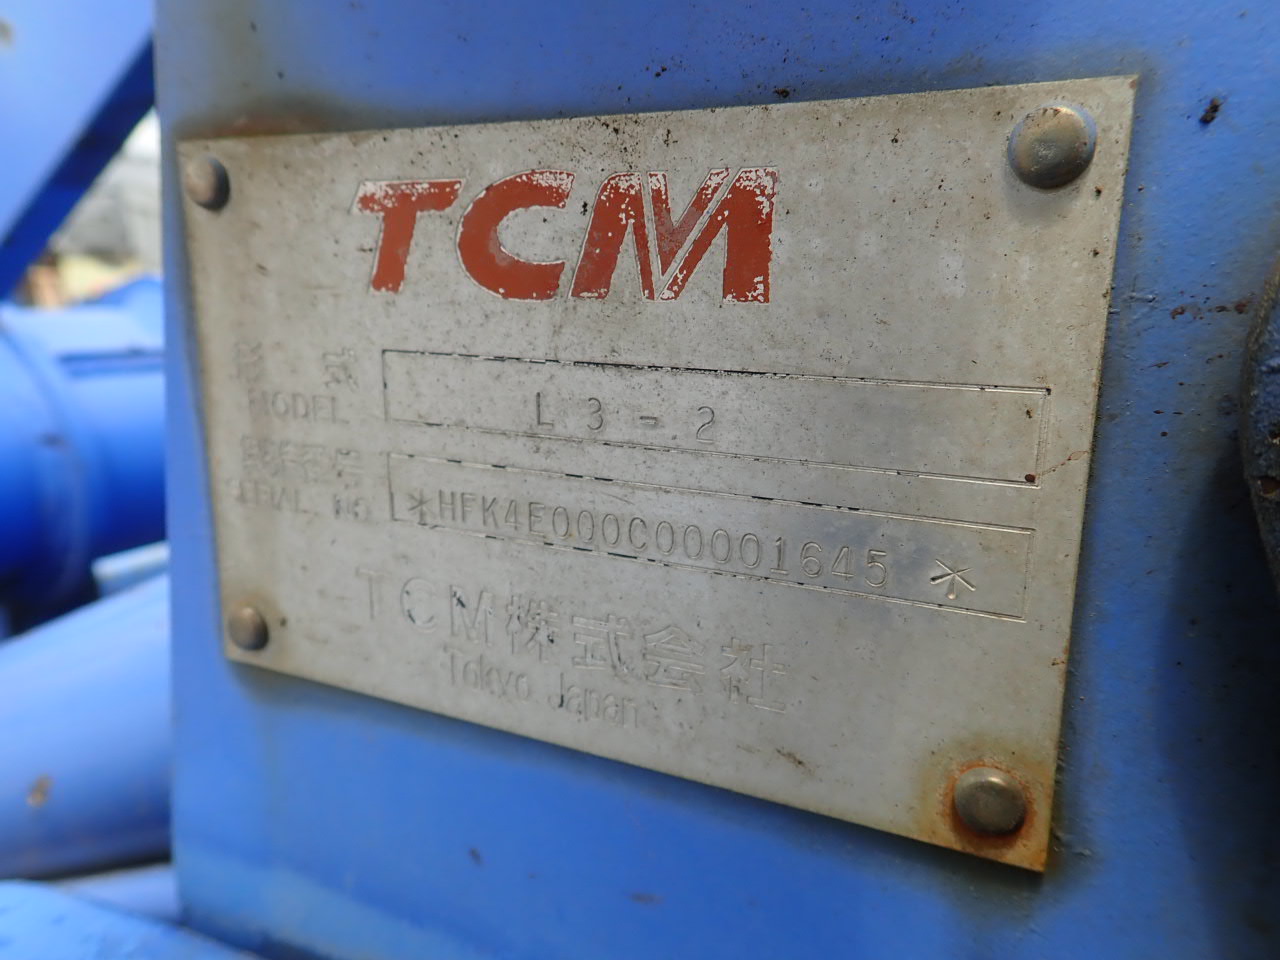 TCM
型式
MODEL L3-2
製造番号
SERIAL NO. *HFK4E000C00001645*
TCM株式会社
Tokyo Japan